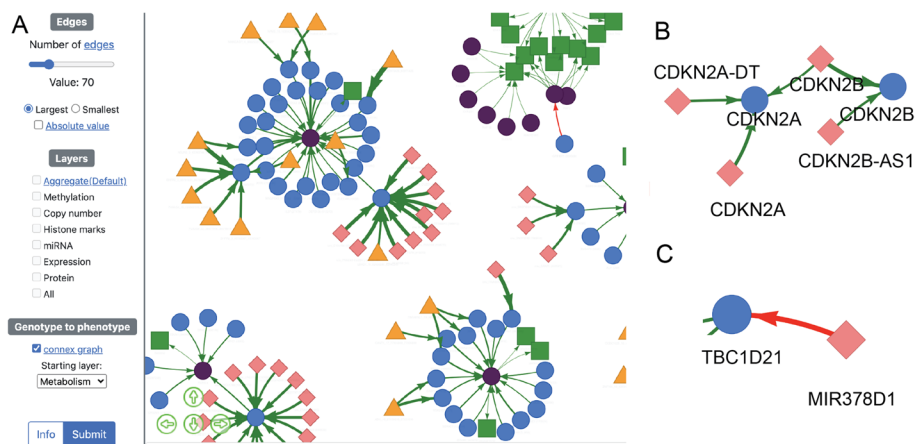 A
Edges
Number of edges
Value: 70
Largest Smallest
Absolute value
Layers
Aggregate(Default)
Methylation
Copy number
Histone marks
miRNA
Expression
Protein
All
Genotype to phenotype
connex graph
Starting layer:
Metabolism
Info Submit
B
CDKN2A-DT
CDKN2B
CDKN2A
CDKN2B
CDKN2B-AS1
CDKN2A
C
TBC1D21
MIR378D1